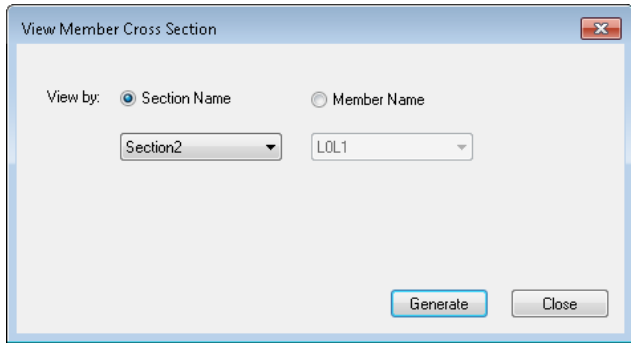 View Member Cross Section
View by: Section Name Member Name
Section2 L0L1
Generate Close